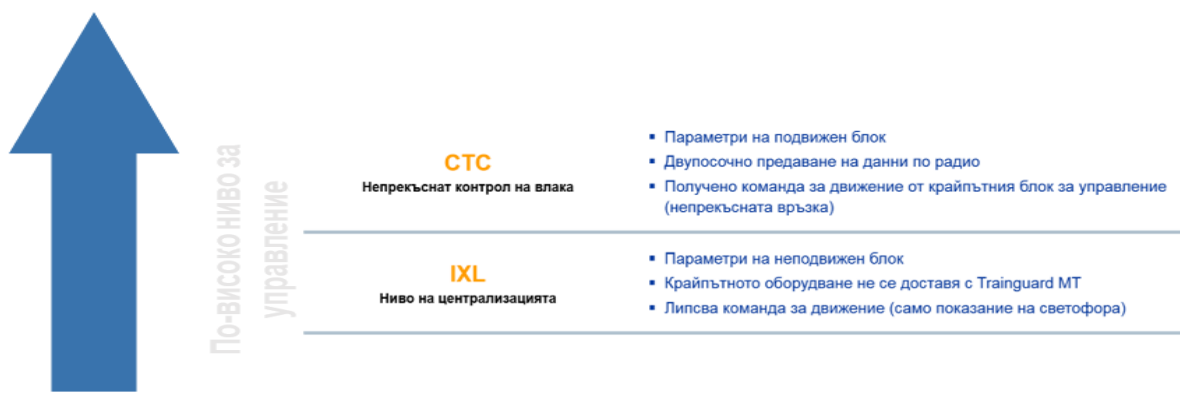 По-високо ниво за
управление
СТС
Непрекъснат контрол на влака
▪ Параметри на подвижен блок
▪ Двупосочно предаване на данни по радио
▪ Получено команда за движение от крайпътния блок за управление
(непрекъсната връзка)
IXL
Ниво на централизацията
▪ Параметри на неподвижен блок
▪ Крайпътното оборудване не се доставя с Trainguard MT
▪ Липсва команда за движение (само показание на светофора)